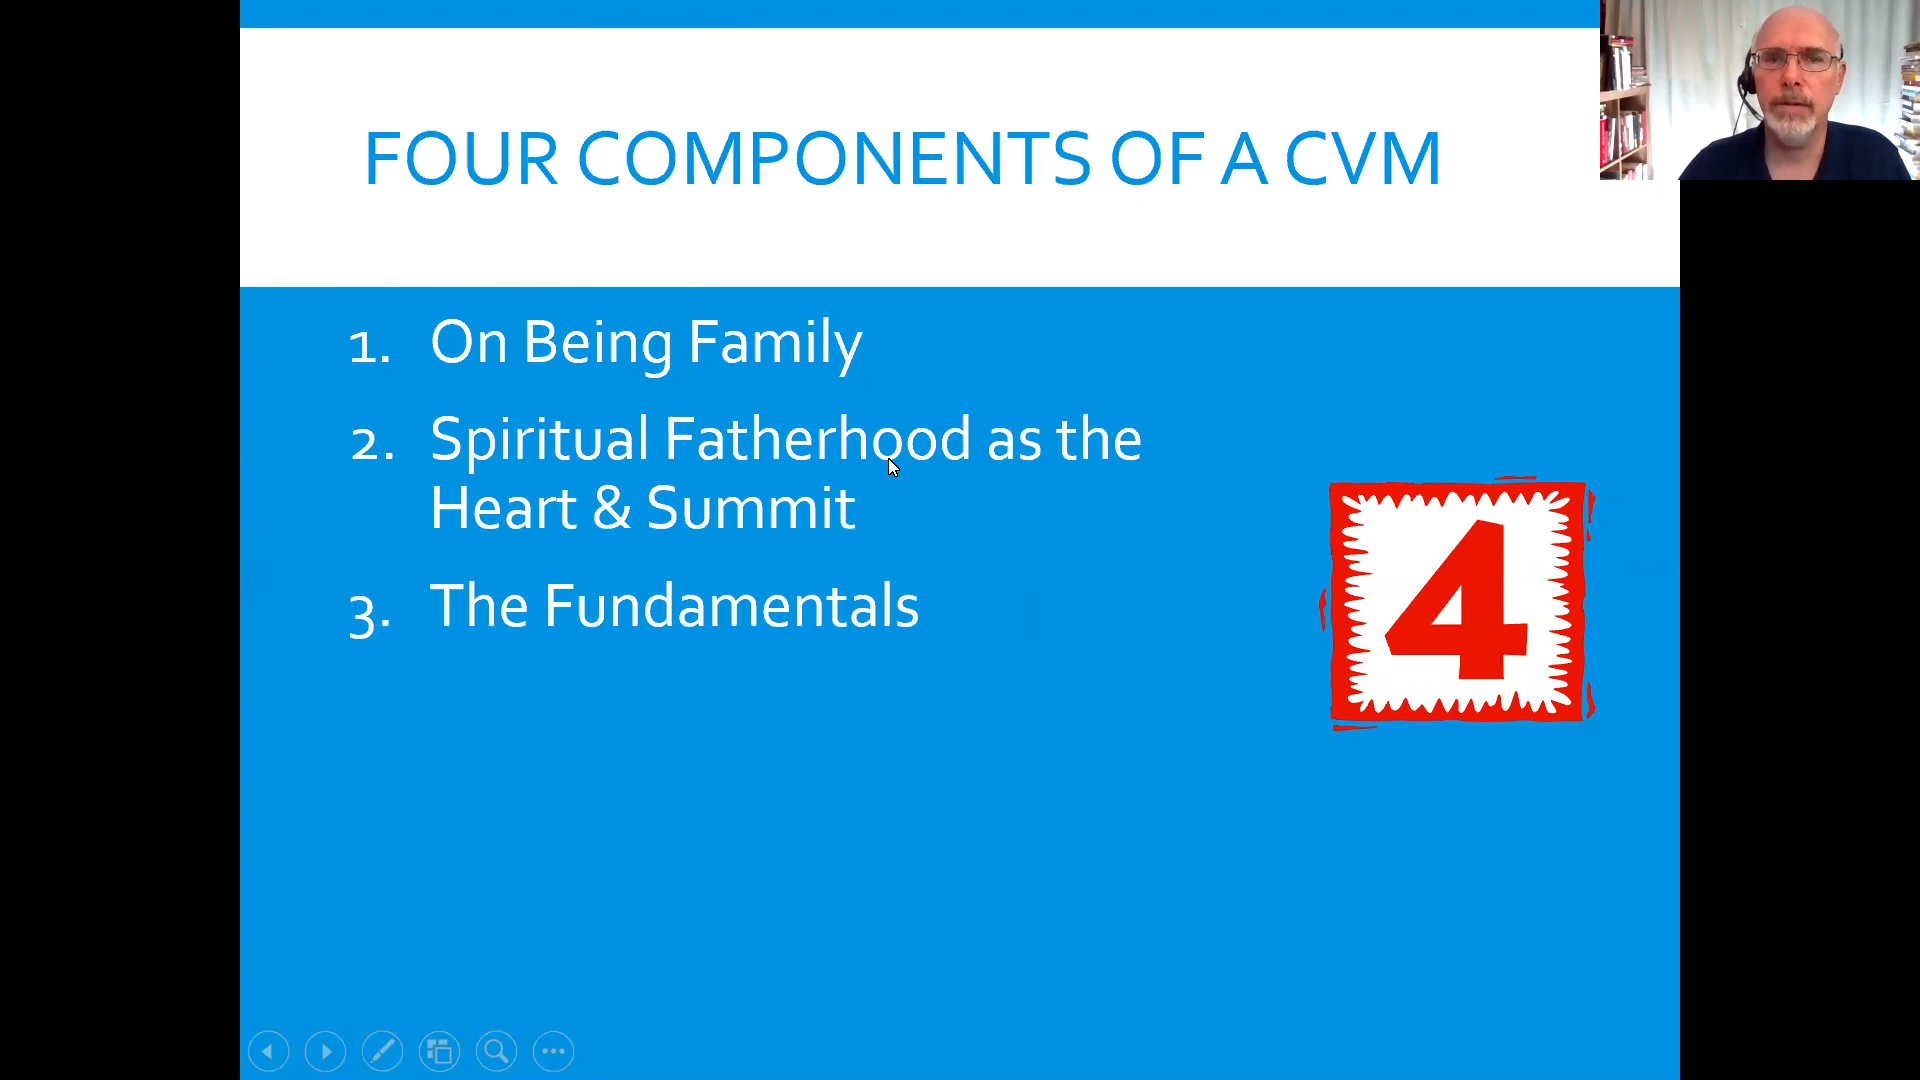 FOUR COMPONENTS OF A CVM
1. On Being Family
2. Spiritual Fatherhood as the
Heart & Summit
3. The Fundamentals
4